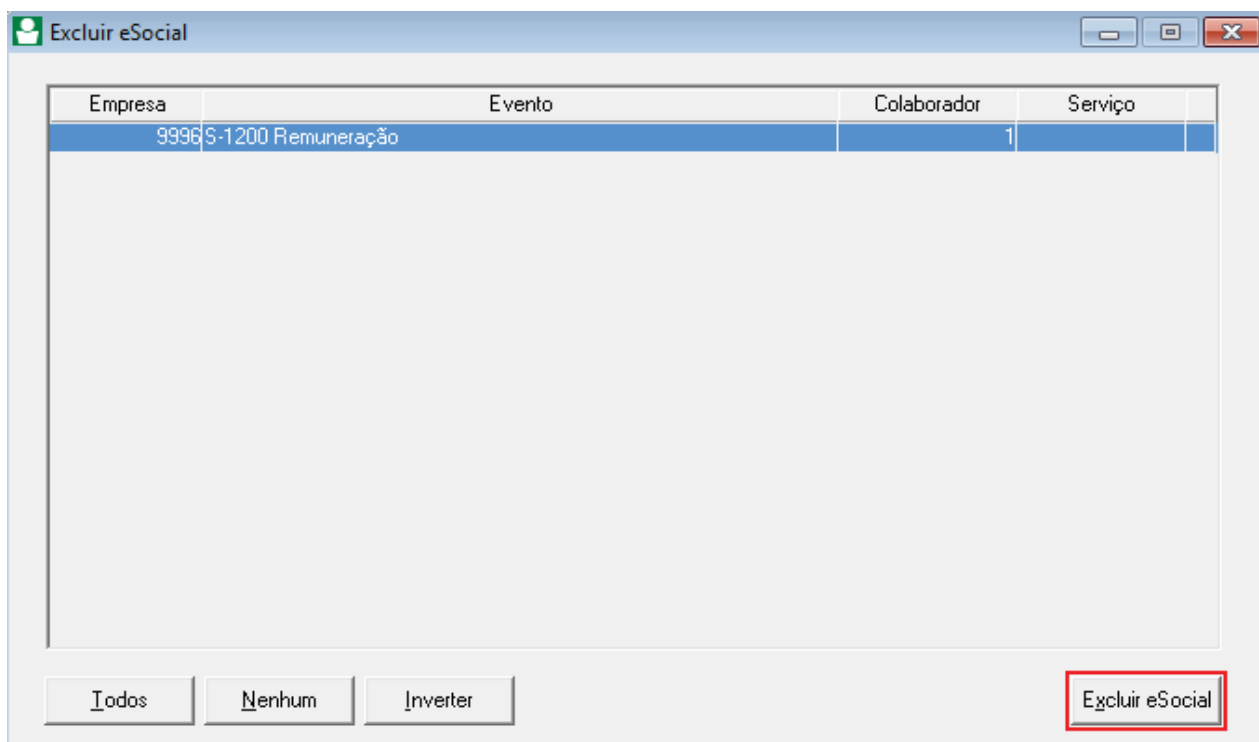 Excluir eSocial
Empresa Evento Colaborador Serviço
9996 S-1200 Remuneração 1
Todos Nenhum Inverter Excluir eSocial